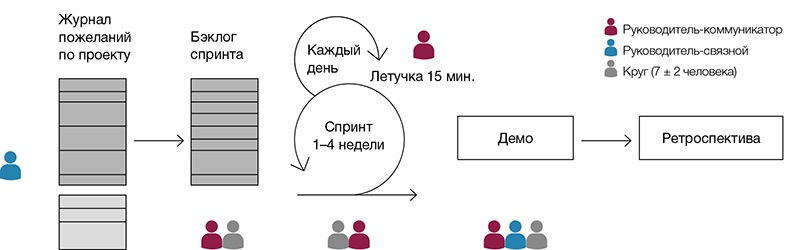 Журнал
пожеланий
по проекту
Бэклог
спринта
Каждый
день
Летучка 15 мин.
Спринт
1–4 недели
Демо
Ретроспектива
Руководитель-коммуникатор
Руководитель-связной
Круг (7 ± 2 человека)